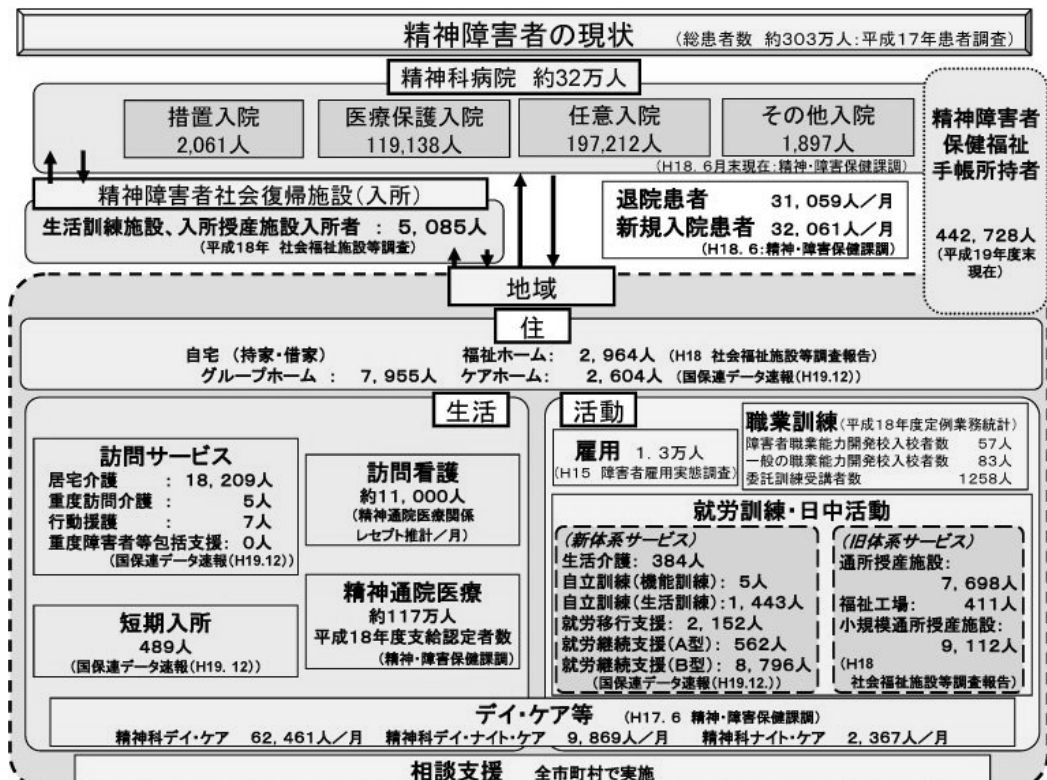 精神障害者の現状 (総患者数 約303万人:平成17年患者調査)
精神科病院 約32万人
措置入院
2,061人
医療保護入院
119,138人
任意入院
197,212人
その他入院
1,897人
(H18. 6月末現在:精神・障害保健課調)
精神障害者
保健福祉
手帳所持者
442, 728人
(平成19年度末
現在)
精神障害者社会復帰施設(入所)
生活訓練施設、入所授産施設入所者 : 5, 085人
(平成18年 社会福祉施設等調査)
退院患者 31, 059人/月
新規入院患者 32, 061人/月
(H18. 6:精神・障害保健課調)
地域
住
自宅 (持家・借家) 福祉ホーム: 2, 964人 (H18 社会福祉施設等調査報告)
グループホーム : 7, 955人 ケアホーム: 2, 604人 (国保連データ速報(H19.12))
生活
訪問サービス
居宅介護 : 18, 209人
重度訪問介護 : 5人
行動援護 : 7人
重度障害者等包括支援: 0人
(国保連データ速報(H19.12))
訪問看護
約11, 000人
(精神通院医療関係
レセプト推計/月)
短期入所
489人
(国保連データ速報(H19. 12))
精神通院医療
約117万人
平成18年度支給認定者数
(精神・障害保健課調)
活動
雇用 1. 3万人
(H15 障害者雇用実態調査)
職業訓練(平成18年度定例業務統計)
障害者職業能力開発校入校者数 57人
一般の職業能力開発校入校者数 83人
委託訓練受講者数 1258人
就労訓練・日中活動
(新体系サービス)
生活介護: 384人
自立訓練(機能訓練): 5人
自立訓練(生活訓練):1, 443人
就労移行支援: 2, 152人
就労継続支援(A型): 562人
就労継続支援(B型): 8, 796人
(国保連データ速報(H19.12.))
(旧体系サービス)
通所授産施設:
7, 698人
福祉工場: 411人
小規模通所授産施設:
9, 112人
(H18
社会福祉施設等調査報告)
デイ・ケア等 (H17. 6 精神・障害保健課調)
精神科デイ・ケア 62, 461人/月 精神科デイ・ナイト・ケア 9, 869人/月 精神科ナイト・ケア 2, 367人/月
相談支援 全市町村で実施